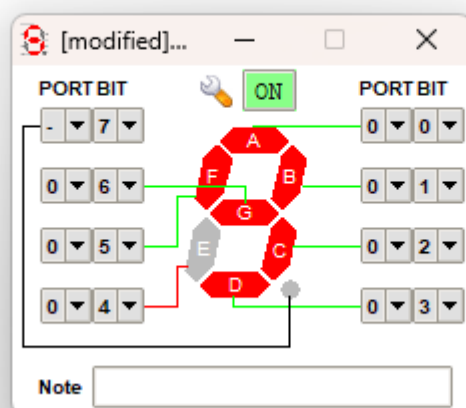 [modified]...
PORT BIT ON PORT BIT
- 7 A 0 0
0 6 F B 0 1
G
0 5 E C 0 2
0 4 D 0 3
Note